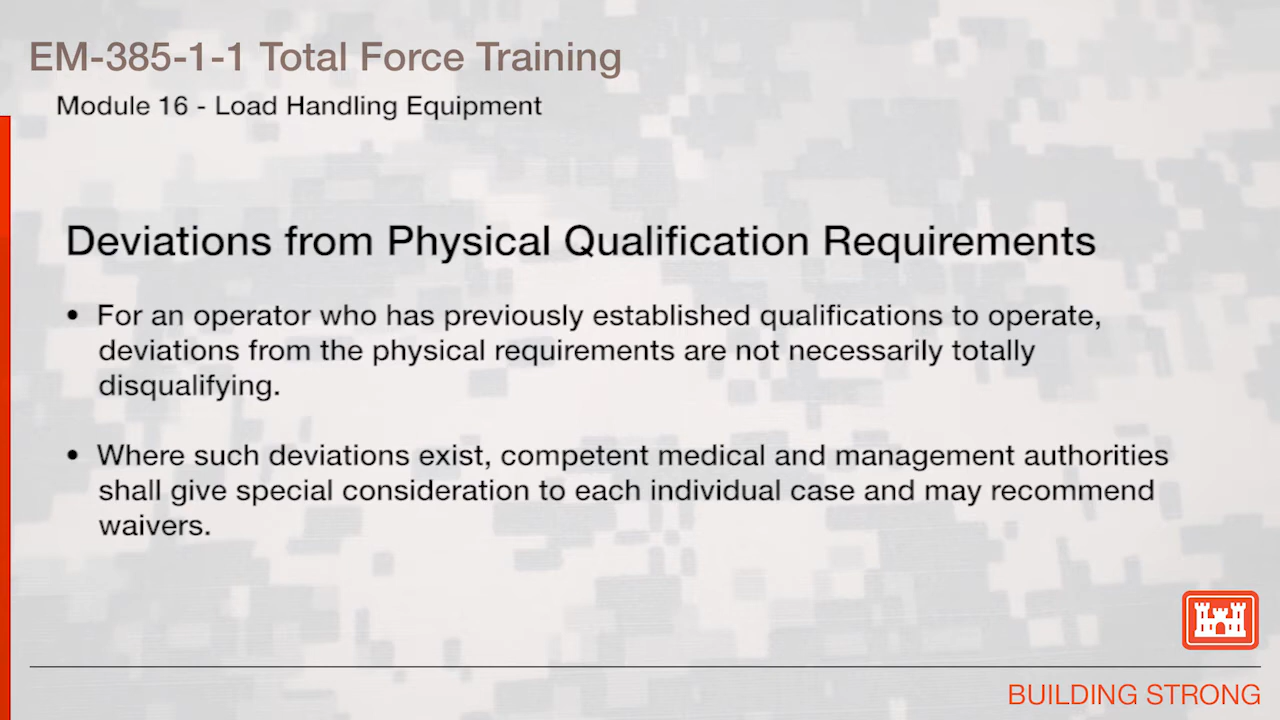 EM-385-1-1 Total Force Training
Module 16 - Load Handling Equipment
Deviations from Physical Qualification Requirements
• For an operator who has previously established qualifications to operate,
deviations from the physical requirements are not necessarily totally
disqualifying.
• Where such deviations exist, competent medical and management authorities
shall give special consideration to each individual case and may recommend
waivers.
BUILDING STRONG